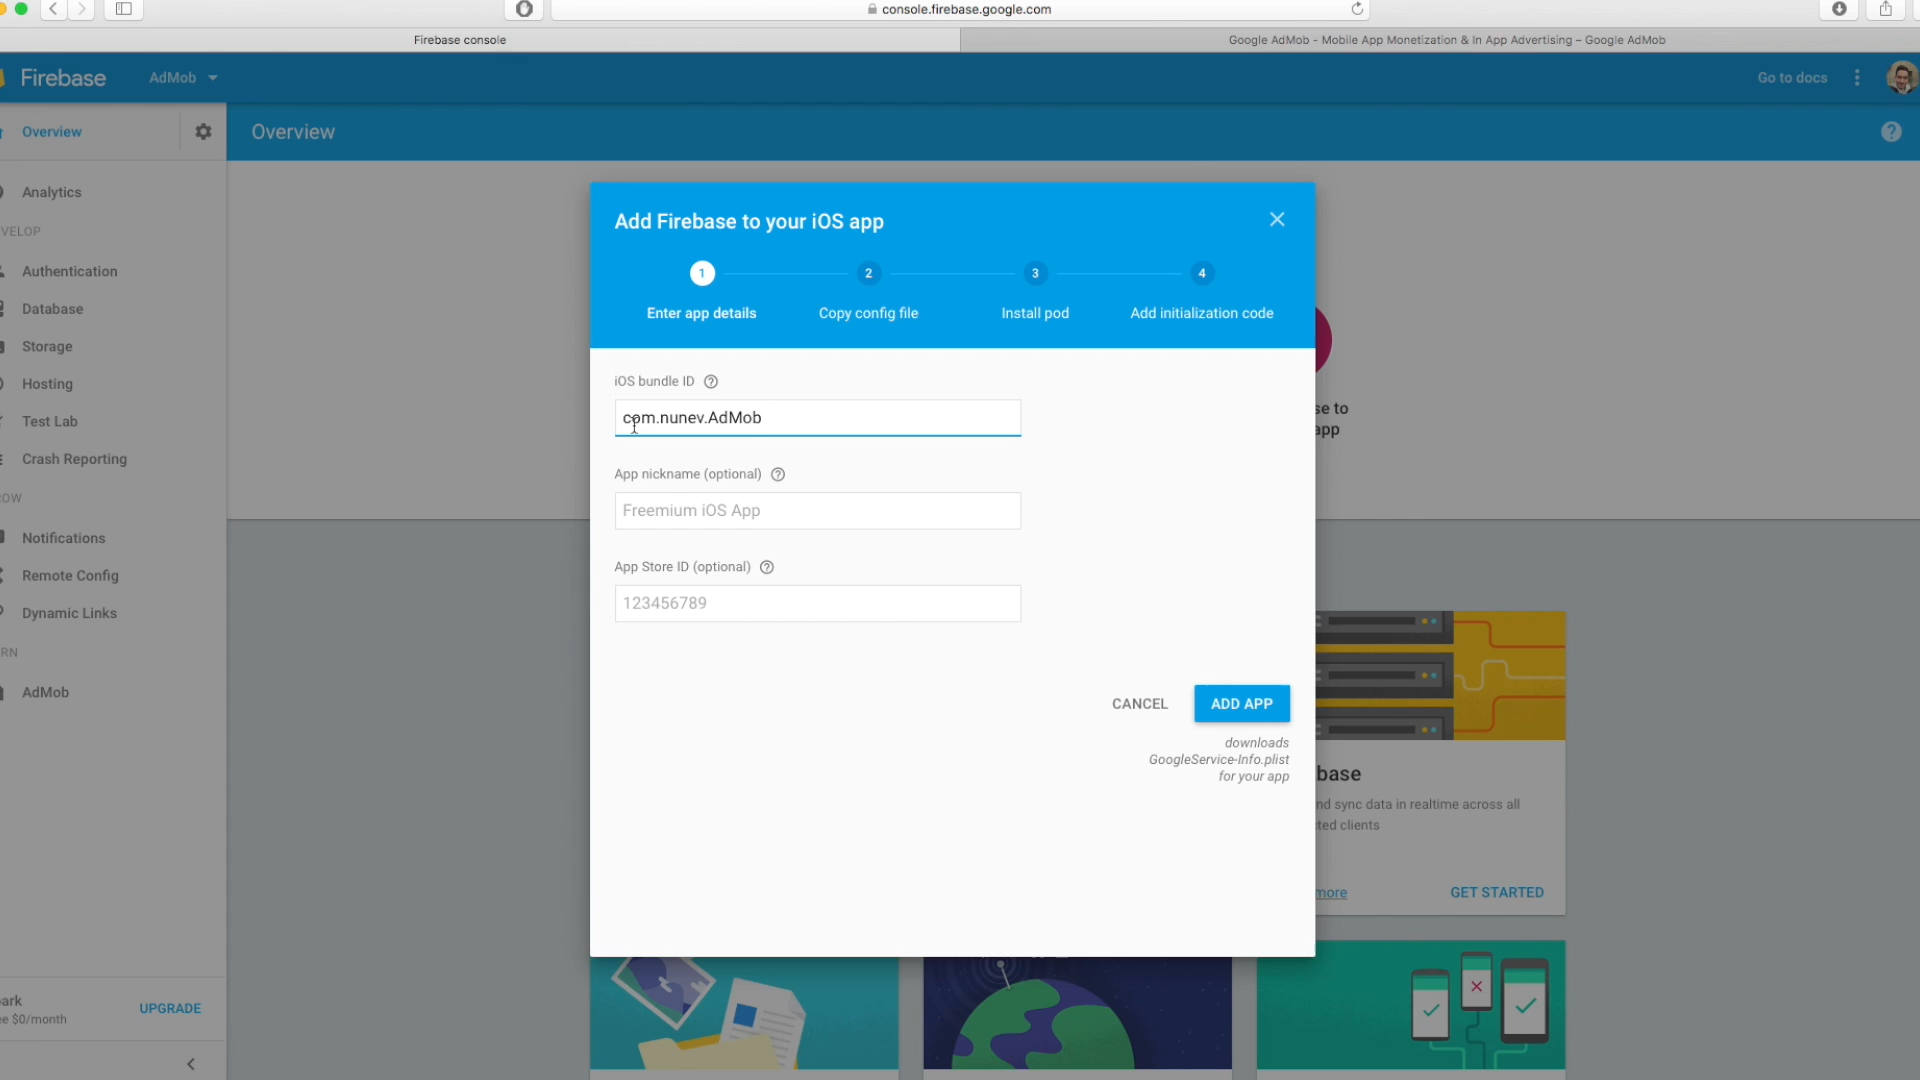 console.firebase.google.com
Firebase console
Google AdMob - Mobile App Monetization & In App Advertising – Google AdMob
Firebase
AdMob
Go to docs
Overview
Overview
Analytics
VELOP
Authentication
Database
Storage
Hosting
Test Lab
Crash Reporting
OW
Notifications
Remote Config
Dynamic Links
RN
AdMob
ark
e $0/month
UPGRADE
Add Firebase to your iOS app
1
2
3
4
Enter app details
Copy config file
Install pod
Add initialization code
iOS bundle ID
com.nunev.AdMob
App nickname (optional)
Freemium iOS App
App Store ID (optional)
123456789
CANCEL
ADD APP
downloads
GoogleService-Info.plist
for your app
se to
app
base
nd sync data in realtime across all
ted clients
more
GET STARTED